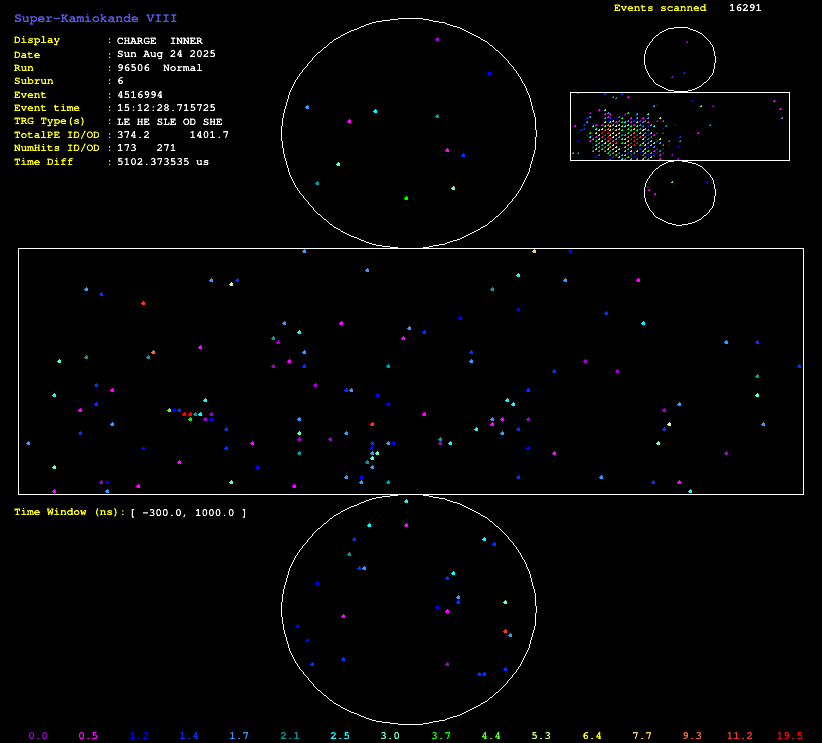 Super-Kamiokande VIII
Events scanned 16291
Display : CHARGE INNER
Date : Sun Aug 24 2025
Run : 96506 Normal
Subrun : 6
Event : 4516994
Event time : 15:12:28.715725
TRG Type(s) : LE HE SLE OD SHE
TotalPE ID/OD : 374.2 1401.7
NumHits ID/OD : 173 271
Time Diff : 5102.373535 us
Time Window (ns): [ -300.0, 1000.0 ]
0.0 0.5 1.2 1.4 1.7 2.1 2.5 3.0 3.7 4.4 5.3 6.4 7.7 9.3 11.2 19.5